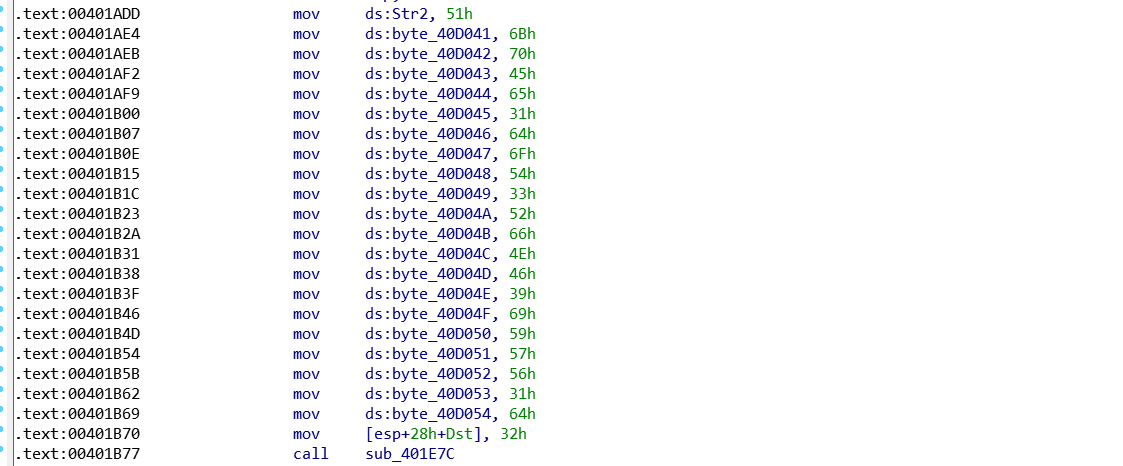 .text:00401ADD mov ds:Str2, 51h
.text:00401AE4 mov ds:byte_40D041, 6Bh
.text:00401AEB mov ds:byte_40D042, 70h
.text:00401AF2 mov ds:byte_40D043, 45h
.text:00401AF9 mov ds:byte_40D044, 65h
.text:00401B00 mov ds:byte_40D045, 31h
.text:00401B07 mov ds:byte_40D046, 64h
.text:00401B0E mov ds:byte_40D047, 6Fh
.text:00401B15 mov ds:byte_40D048, 54h
.text:00401B1C mov ds:byte_40D049, 33h
.text:00401B23 mov ds:byte_40D04A, 52h
.text:00401B2A mov ds:byte_40D04B, 66h
.text:00401B31 mov ds:byte_40D04C, 4Eh
.text:00401B38 mov ds:byte_40D04D, 46h
.text:00401B3F mov ds:byte_40D04E, 39h
.text:00401B46 mov ds:byte_40D04F, 69h
.text:00401B4D mov ds:byte_40D050, 59h
.text:00401B54 mov ds:byte_40D051, 57h
.text:00401B5B mov ds:byte_40D052, 56h
.text:00401B62 mov ds:byte_40D053, 31h
.text:00401B69 mov ds:byte_40D054, 64h
.text:00401B70 mov [esp+28h+Dst], 32h
.text:00401B77 call sub_401E7C